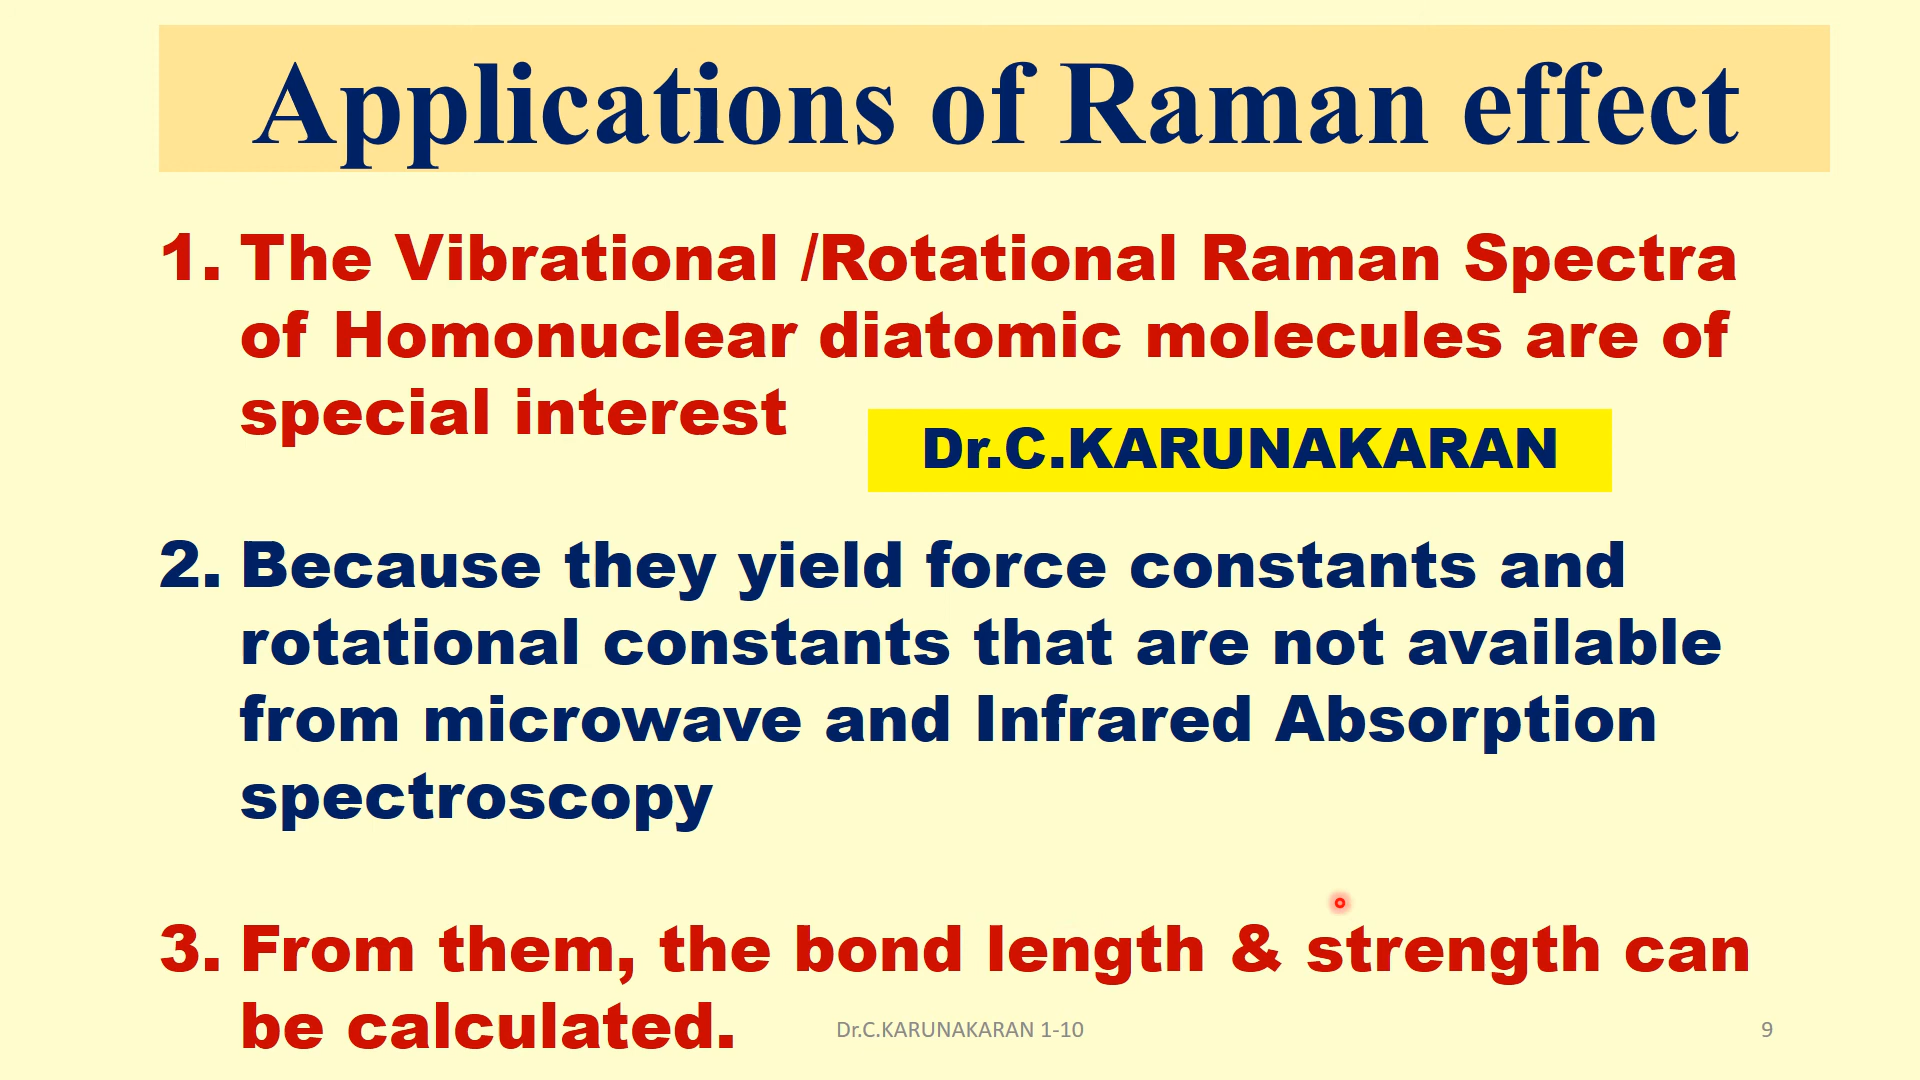 Applications of Raman effect
1. The Vibrational /Rotational Raman Spectra
of Homonuclear diatomic molecules are of
special interest
Dr.C.KARUNAKARAN
2. Because they yield force constants and
rotational constants that are not available
from microwave and Infrared Absorption
spectroscopy
3. From them, the bond length & strength can
be calculated.
Dr.C.KARUNAKARAN 1-10
9